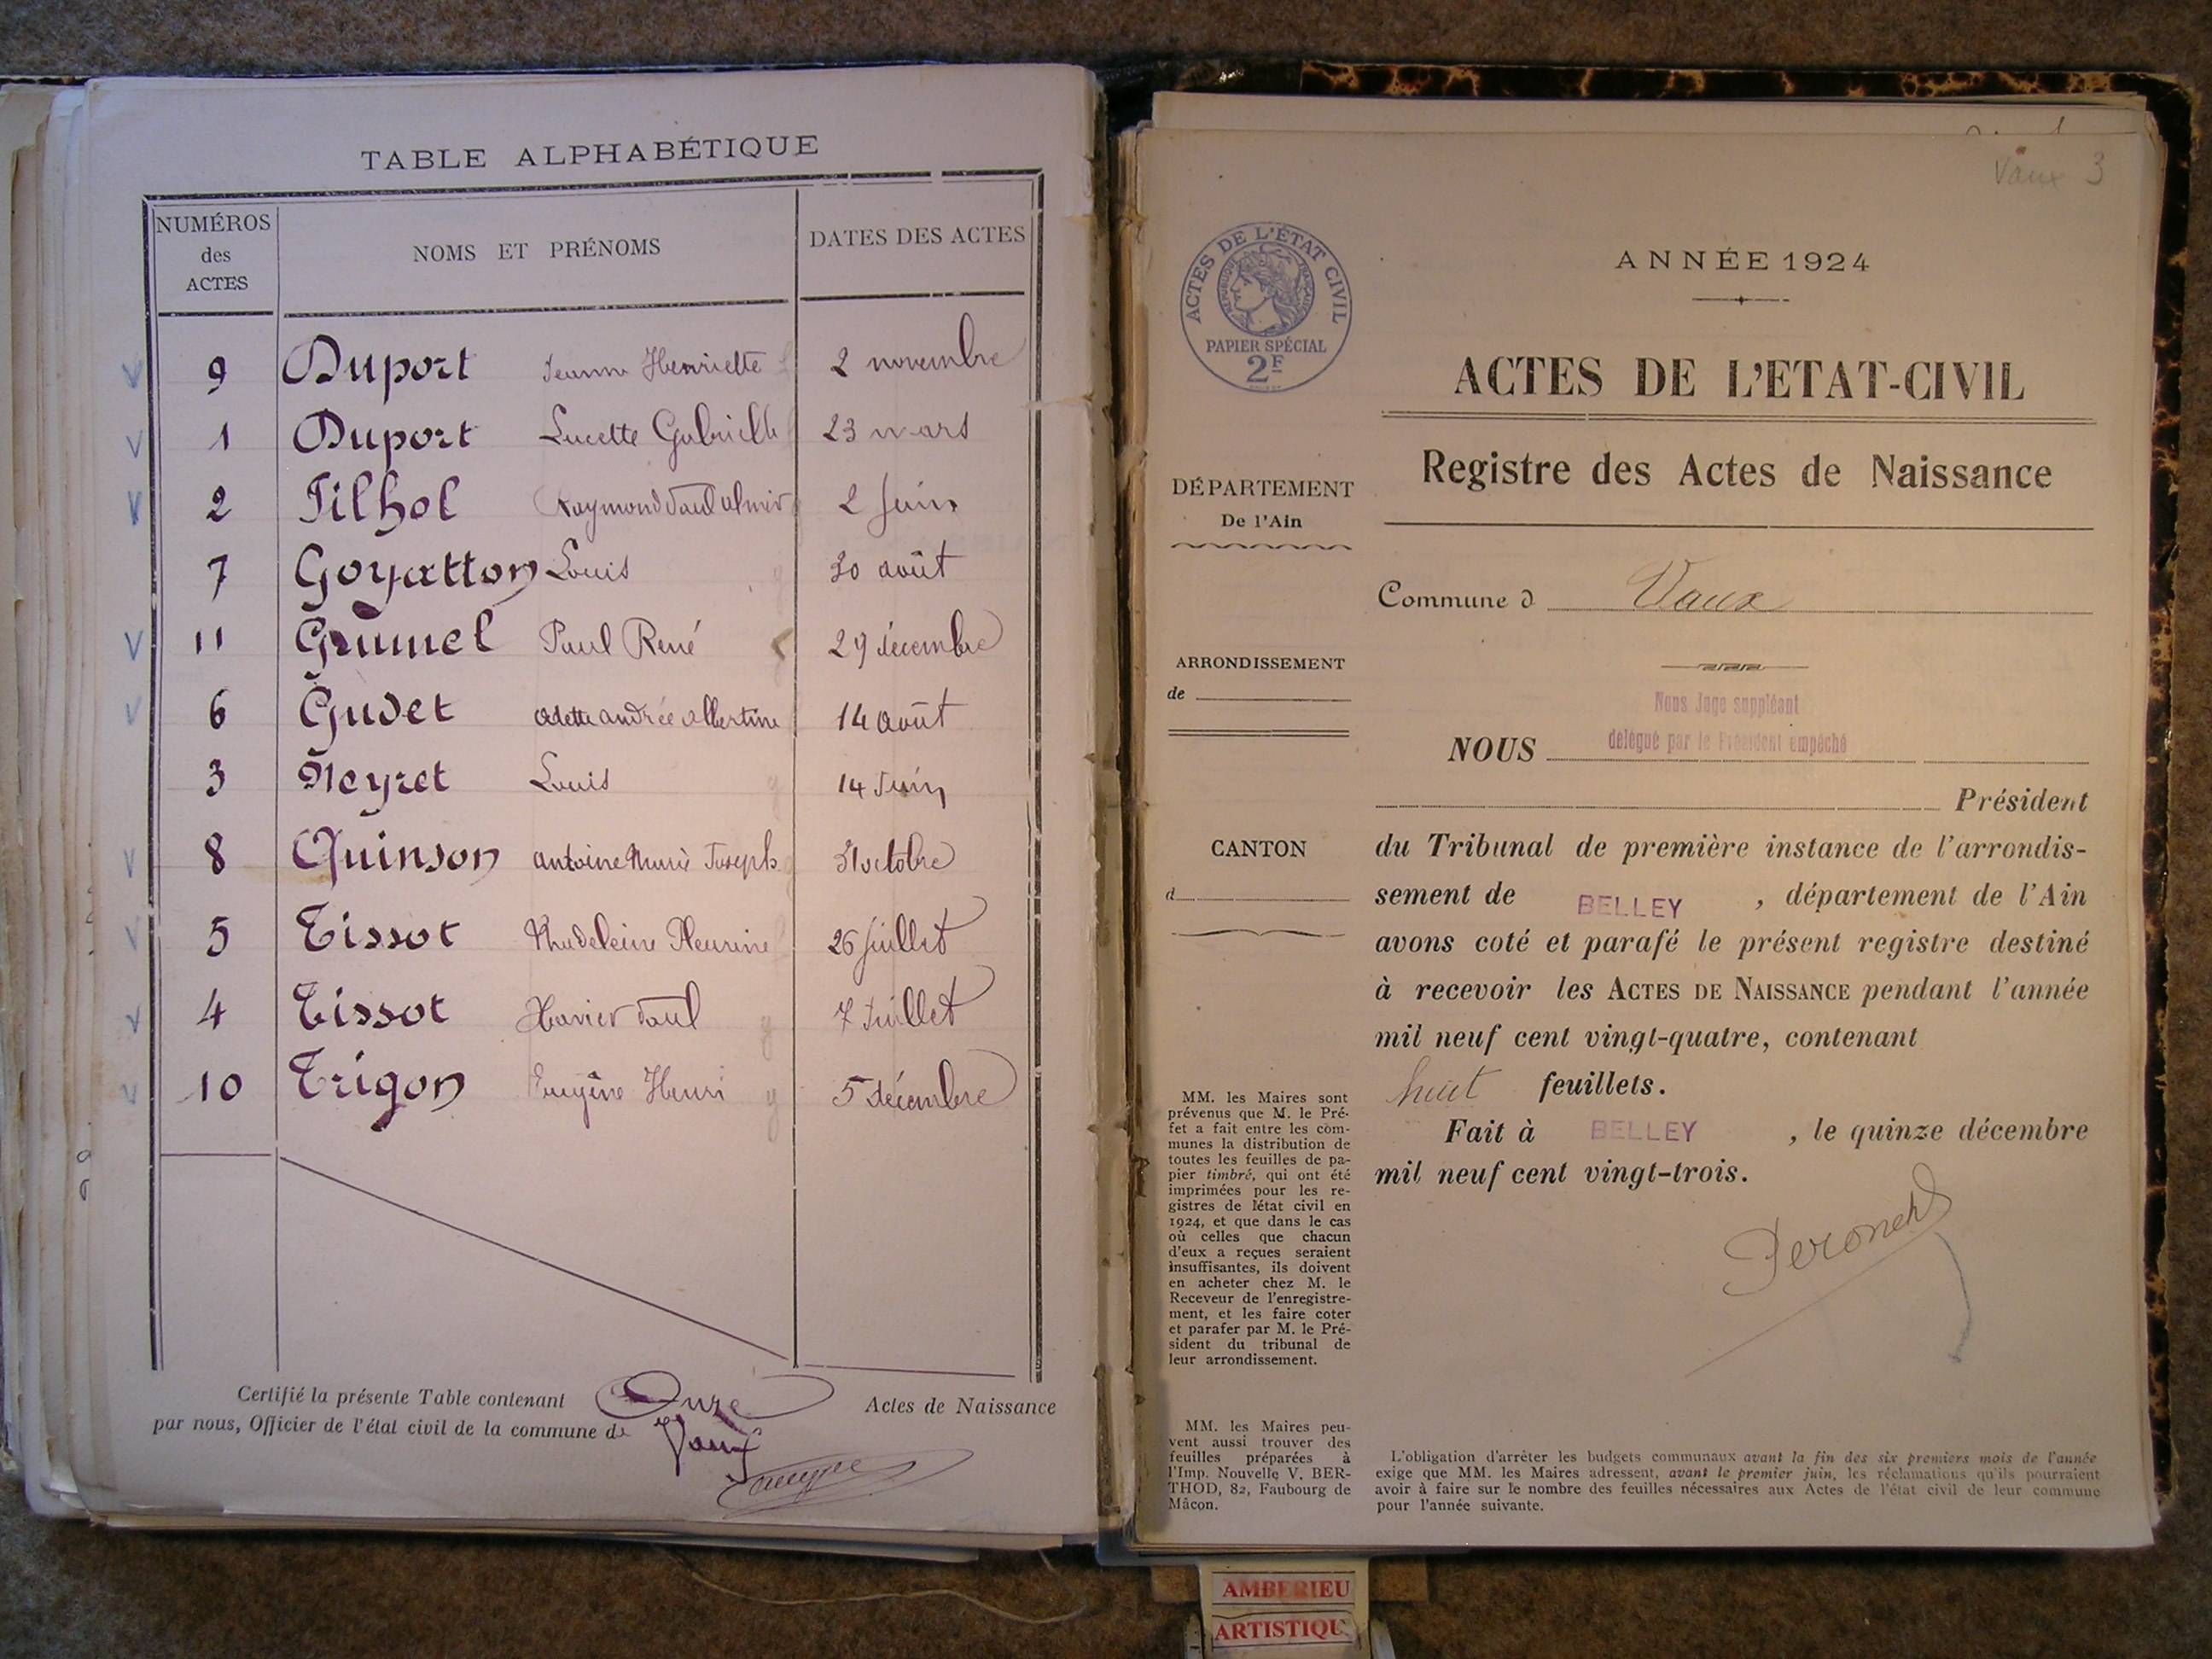 TABLE ALPHABÉTIQUE
NUMÉROS des ACTES
NOMS ET PRÉNOMS
DATES DES ACTES
9 Duport Jeanne Henriette 2 novembre
1 Duport Lucette Gabrielle 23 mars
2 Filhol Raymond Paul 2 Juin
7 Goyatton Louis 30 août
11 Grumel Paul René 29 décembre
6 Gudet Odette Andrée Albertine 14 août
3 Neyret Louis 14 Juin
8 Quinson Antoine Marie Joseph 31 octobre
5 Tissot Madeleine Fleurine 26 Juillet
4 Tissot Xavier Paul 7 Juillet
10 Trigon Eugène Henri 5 décembre
Certifié la présente Table contenant Onze Actes de Naissance
par nous, Officier de l'état civil de la commune de Vaux
Vaux 3
ACTES DE L'ÉTAT CIVIL
RÉPUBLIQUE FRANÇAISE
PAPIER SPÉCIAL
2F
ANNÉE 1924
ACTES DE L'ETAT-CIVIL
Registre des Actes de Naissance
DÉPARTEMENT
De l'Ain
Commune d Vaux
ARRONDISSEMENT
de
Nous Juge suppléant
NOUS délégué par le Président empêché
Président
CANTON
d
du Tribunal de première instance de l'arrondis-
sement de BELLEY , département de l'Ain
avons coté et parafé le présent registre destiné
à recevoir les ACTES DE NAISSANCE pendant l'année
mil neuf cent vingt-quatre, contenant
huit feuillets.
Fait à BELLEY , le quinze décembre
mil neuf cent vingt-trois.
MM. les Maires sont
prévenus que M. le Pré-
fet a fait entre les com-
munes la distribution de
toutes les feuilles de pa-
pier timbré, qui ont été
imprimées pour les re-
gistres de létat civil en
1924, et que dans le cas
où celles que chacun
d'eux a reçues seraient
insuffisantes, ils doivent
en acheter chez M. le
Receveur de l'enregistre-
ment, et les faire coter
et parafer par M. le Pré-
sident du tribunal de
leur arrondissement.
MM. les Maires peu-
vent aussi trouver des
feuilles préparées à
l'Imp. Nouvelle V. BER-
THOD, 82, Faubourg de
Mâcon.
L'obligation d'arrêter les budgets communaux avant la fin des six premiers mois de l'année
exige que MM. les Maires adressent, avant le premier juin, les réclamations qu'ils pourraient
avoir à faire sur le nombre des feuilles nécessaires aux Actes de l'état civil de leur commune
pour l'année suivante.
AMBERIEU
ARTISTIQU